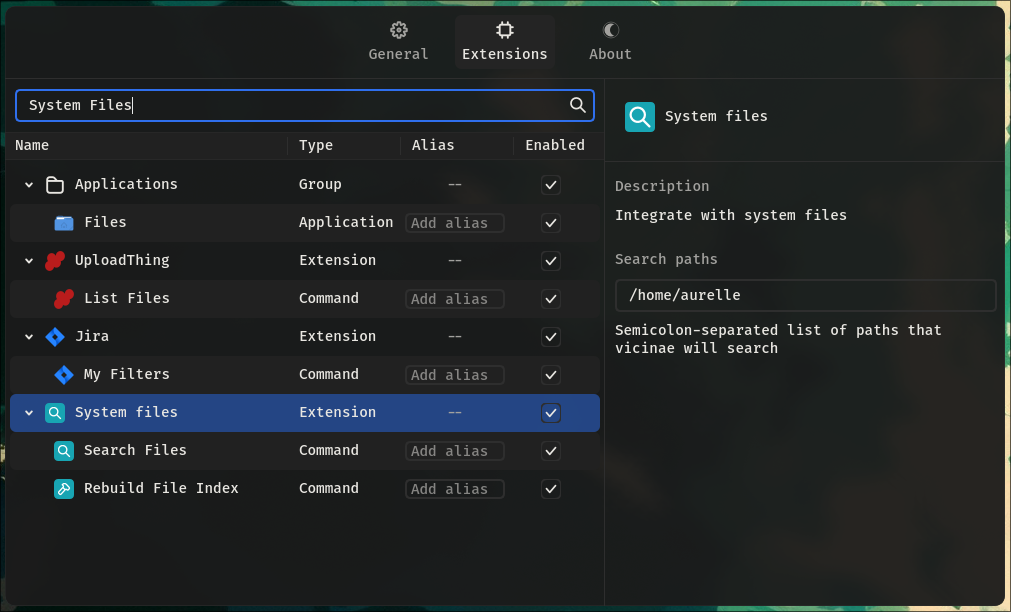 General Extensions About
System Files
Name Type Alias Enabled
Applications Group --
Files Application Add alias
UploadThing Extension --
List Files Command Add alias
Jira Extension --
My Filters Command Add alias
System files Extension --
Search Files Command Add alias
Rebuild File Index Command Add alias
System files
Description
Integrate with system files
Search paths
/home/aurelle
Semicolon-separated list of paths that
vicinae will search